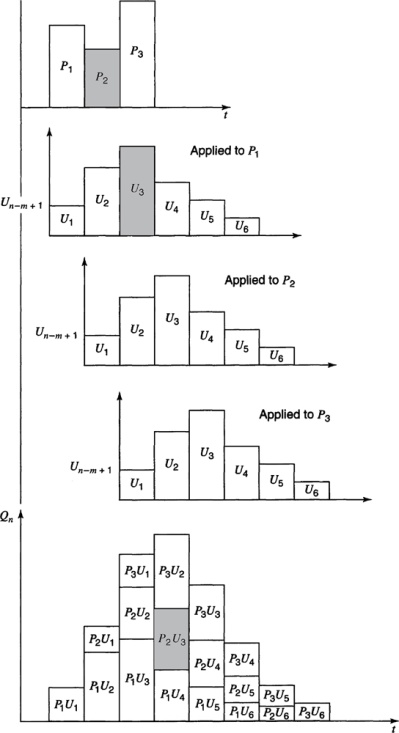 P₁ P₂ P₃
t
Applied to P₁
Uₙ₋ₘ₊₁
U₁ U₂ U₃ U₄ U₅ U₆
Applied to P₂
Uₙ₋ₘ₊₁
U₁ U₂ U₃ U₄ U₅ U₆
Applied to P₃
Uₙ₋ₘ₊₁
U₁ U₂ U₃ U₄ U₅ U₆
Qₙ
P₃U₁ P₃U₂
P₂U₁ P₂U₂ P₂U₃ P₃U₃
P₁U₁ P₁U₂ P₁U₃ P₁U₄ P₂U₄ P₃U₄
P₁U₅ P₂U₅ P₃U₅
P₁U₆ P₂U₆ P₃U₆
t